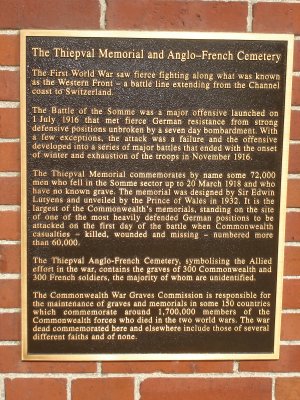 The Thiepval Memorial and Anglo–French Cemetery
The First World War saw fierce fighting along what was known
as the Western Front – a battle line extending from the Channel
coast to Switzerland.
The Battle of the Somme was a major offensive launched on
1 July 1916 that met fierce German resistance from strong
defensive positions unbroken by a seven day bombardment. With
a few exceptions, the attack was a failure and the offensive
developed into a series of major battles that ended with the onset
of winter and exhaustion of the troops in November 1916.
The Thiepval Memorial commemorates by name some 72,000
men who fell in the Somme sector up to 20 March 1918 and who
have no known grave. The memorial was designed by Sir Edwin
Lutyens and unveiled by the Prince of Wales in 1932. It is the
largest of the Commonwealth's memorials, standing on the site
of one of the most heavily defended German positions to be
attacked on the first day of the battle when Commonwealth
casualties – killed, wounded and missing – numbered more
than 60,000.
The Thiepval Anglo-French Cemetery, symbolising the Allied
effort in the war, contains the graves of 300 Commonwealth and
300 French soldiers, the majority of whom are unidentified.
The Commonwealth War Graves Commission is responsible for
the maintenance of graves and memorials in some 150 countries
which commemorate around 1,700,000 members of the
Commonwealth forces who died in the two world wars. The war
dead commemorated here and elsewhere include those of several
different faiths and of none.